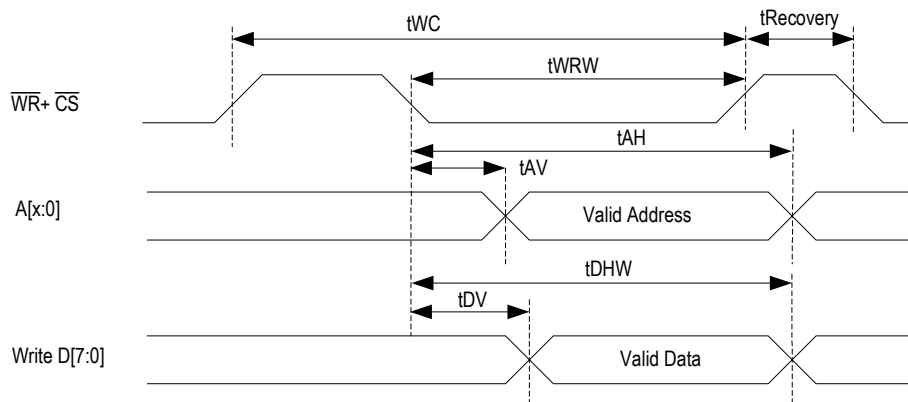 tWC
tRecovery
tWRW
WR+ CS
tAH
tAV
A[x:0]
Valid Address
tDHW
tDV
Write D[7:0]
Valid Data